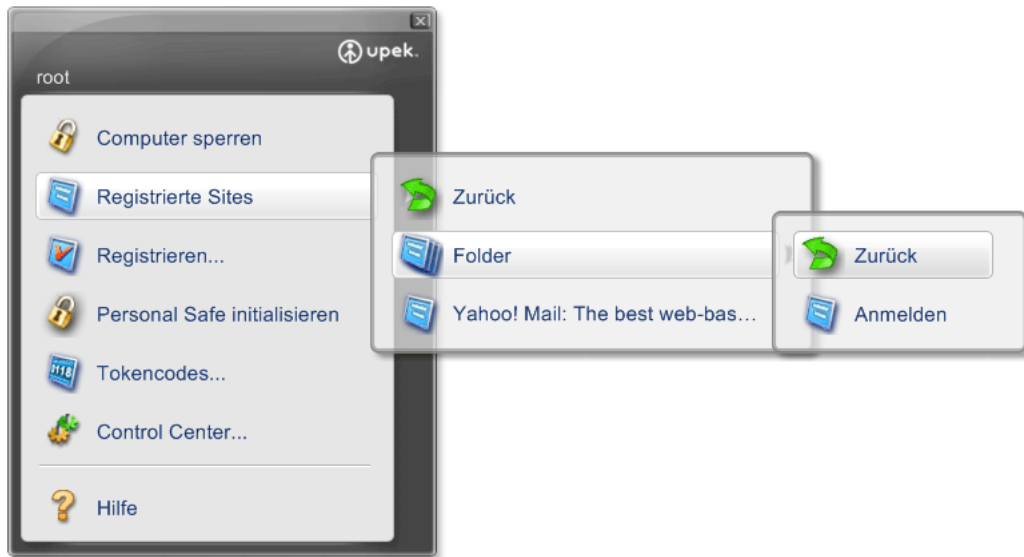 upek.
root
Computer sperren
Registrierte Sites
Registrieren...
Personal Safe initialisieren
Tokencodes...
Control Center...
Hilfe
Zurück
Folder
Yahoo! Mail: The best web-bas...
Zurück
Anmelden